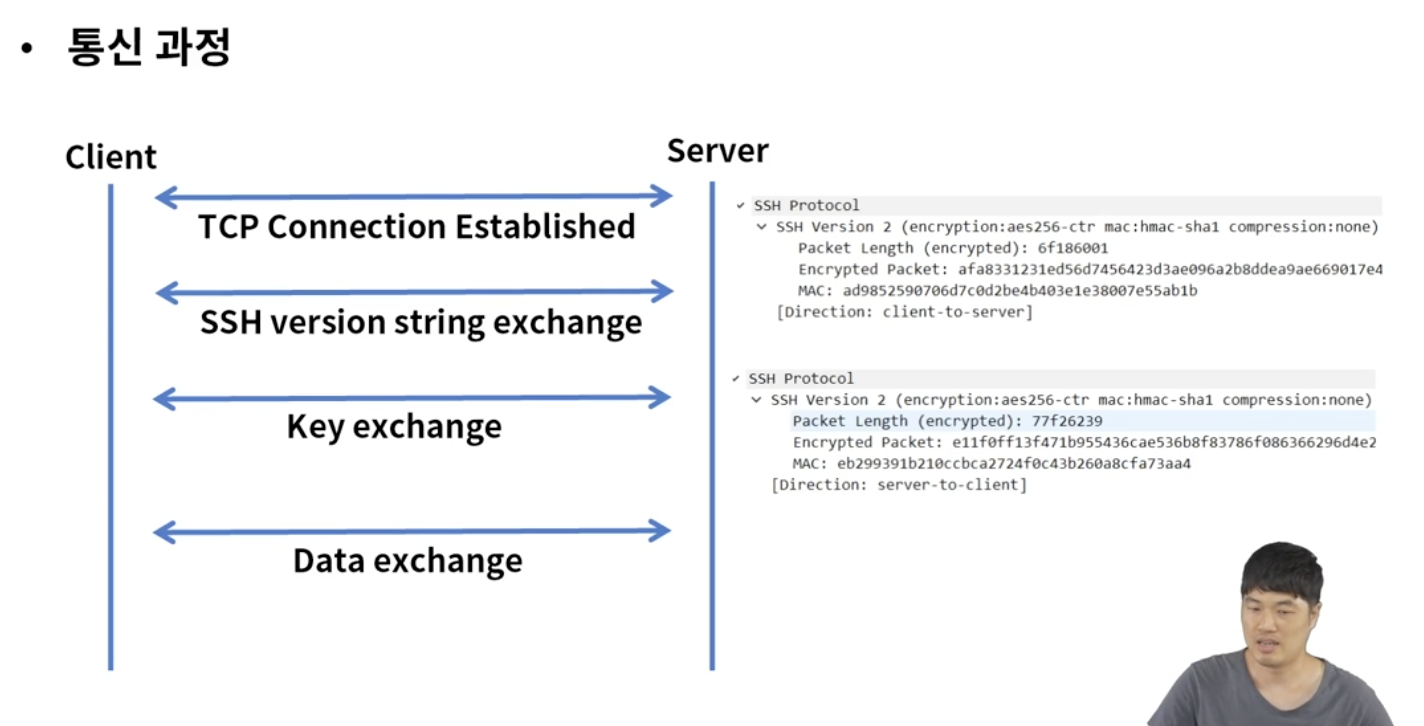 • 통신 과정
Client
Server
TCP Connection Established
SSH version string exchange
Key exchange
Data exchange
SSH Protocol
SSH Version 2 (encryption:aes256-ctr mac:hmac-sha1 compression:none)
Packet Length (encrypted): 6f186001
Encrypted Packet: afa8331231ed56d7456423d3ae096a2b8ddea9ae669017e4
MAC: ad9852590706d7c0d2be4b403e1e38007e55ab1b
[Direction: client-to-server]
SSH Protocol
SSH Version 2 (encryption:aes256-ctr mac:hmac-sha1 compression:none)
Packet Length (encrypted): 77f26239
Encrypted Packet: e11f0ff13f471b955436cae536b8f83786f086366296d4e2
MAC: eb299391b210ccbca2724f0c43b260a8cfa73aa4
[Direction: server-to-client]